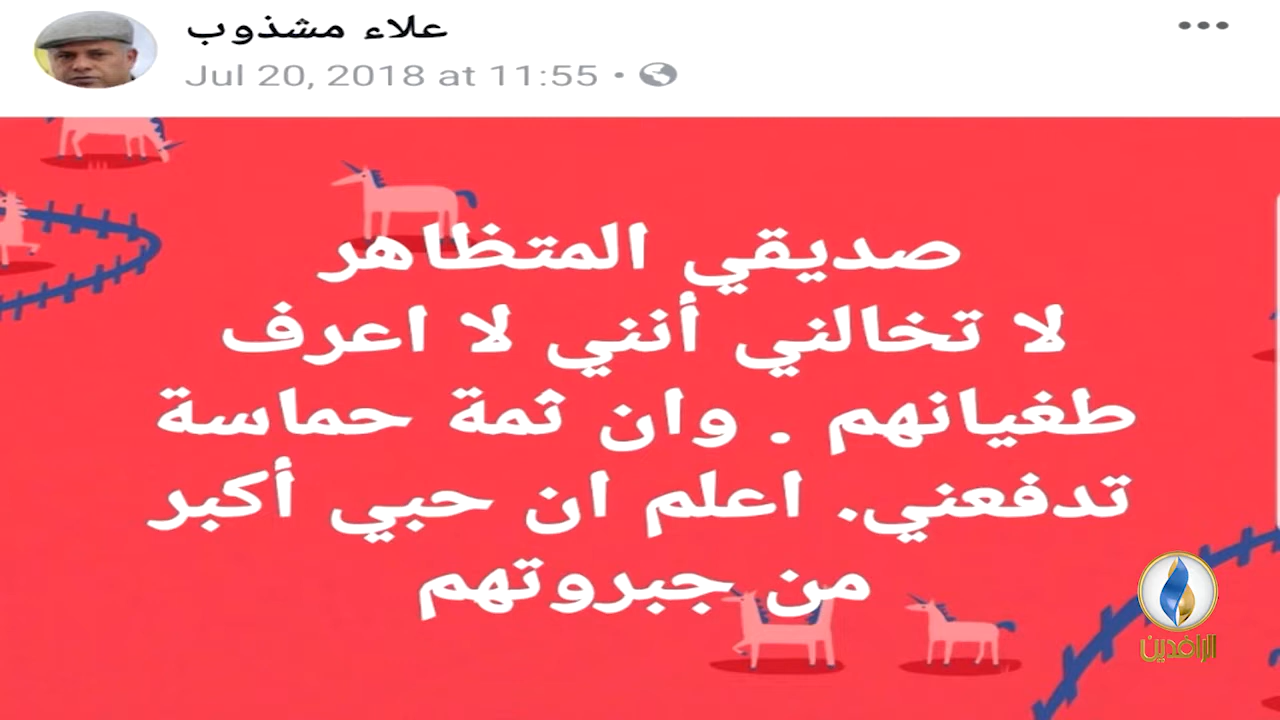 علاء مشذوب
Jul 20, 2018 at 11:55 •
صديقي المتظاهر
لا تخالني أنني لا اعرف
طغيانهم . وان ثمة حماسة
تدفعني. اعلم ان حبي أكبر
من جبروتهم
الرافدين